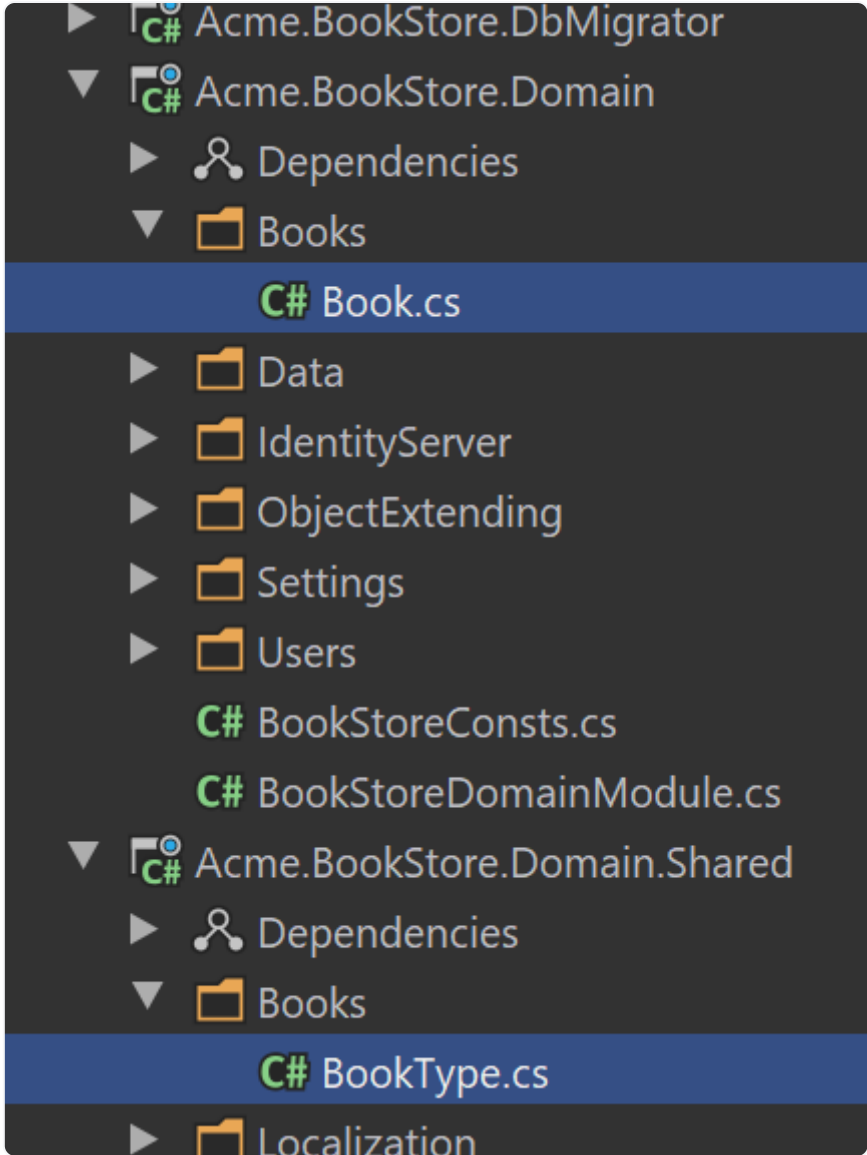 C# Acme.BookStore.DbMigrator
C# Acme.BookStore.Domain
Dependencies
Books
C# Book.cs
Data
IdentityServer
ObjectExtending
Settings
Users
C# BookStoreConsts.cs
C# BookStoreDomainModule.cs
C# Acme.BookStore.Domain.Shared
Dependencies
Books
C# BookType.cs
Localization